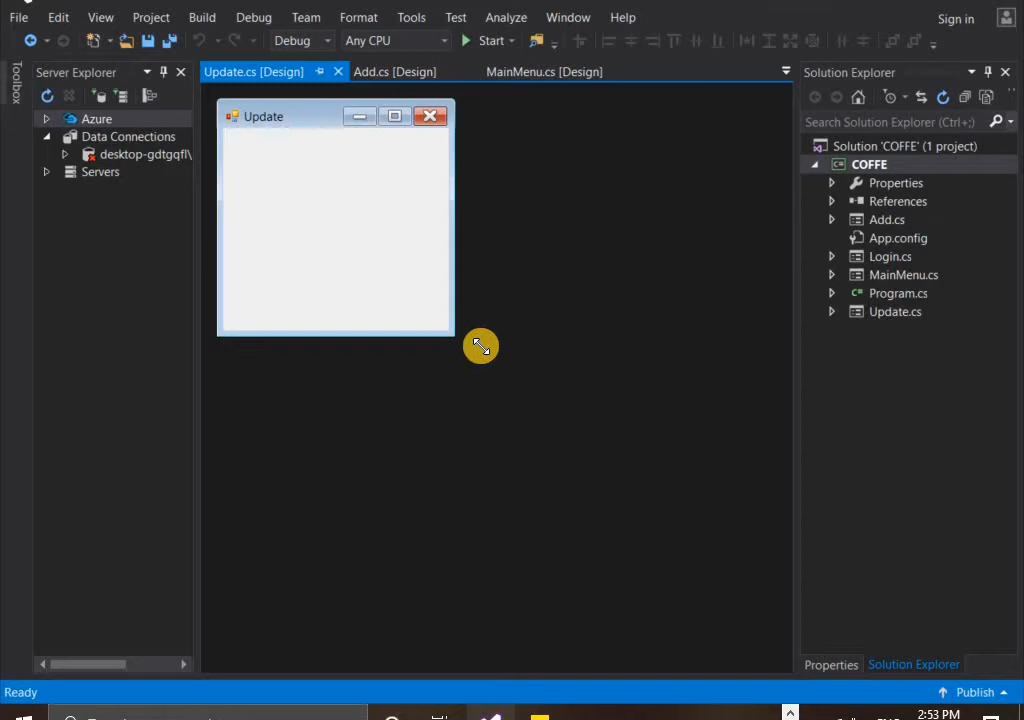 File Edit View Project Build Debug Team Format Tools Test Analyze Window Help Sign in
Debug Any CPU Start
Toolbox
Server Explorer
Azure
Data Connections
desktop-gdtgqfl\
Servers
Update.cs [Design] Add.cs [Design] MainMenu.cs [Design]
Update
Solution Explorer
Search Solution Explorer (Ctrl+;)
Solution 'COFFE' (1 project)
COFFE
Properties
References
Add.cs
App.config
Login.cs
MainMenu.cs
Program.cs
Update.cs
Properties Solution Explorer
Ready Publish
2:53 PM